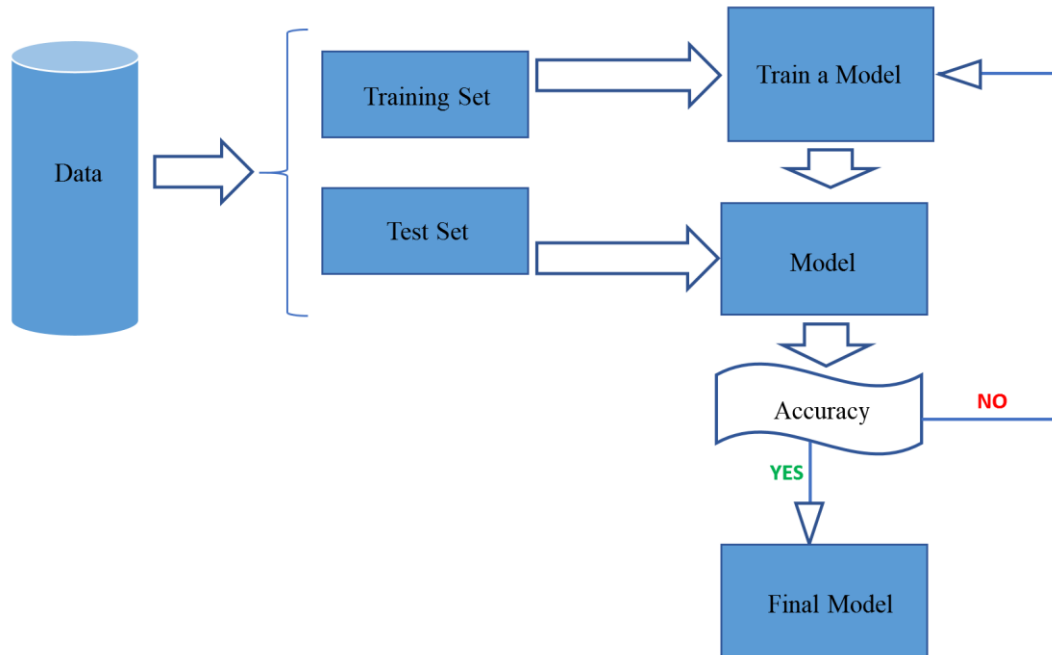 Data
Training Set
Test Set
Train a Model
Model
Accuracy
NO
YES
Final Model